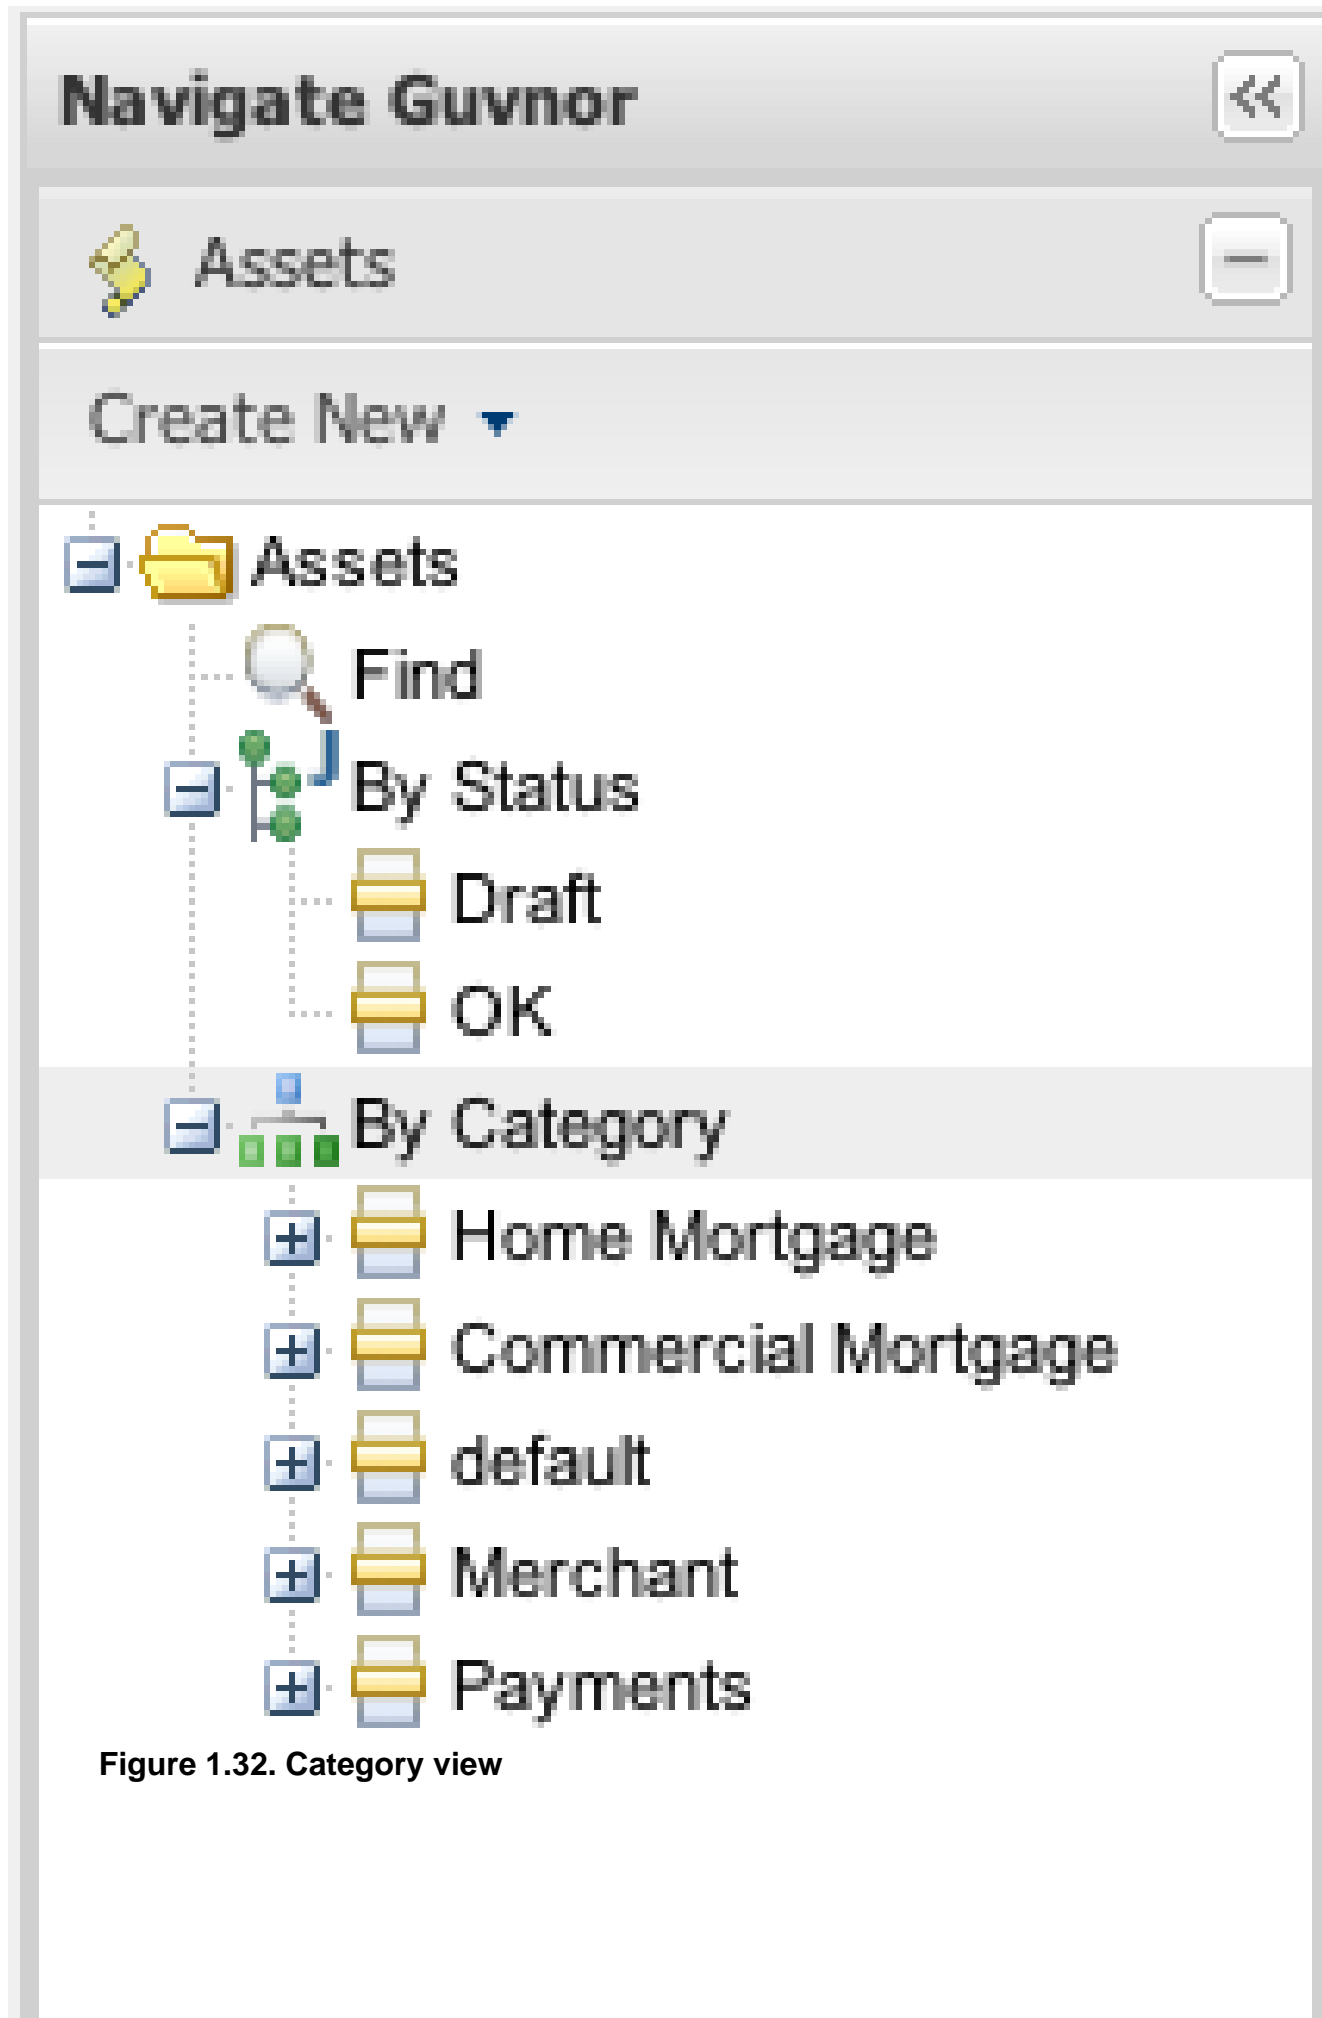 Navigate Guvnor
Assets
Create New
Assets
Find
By Status
Draft
OK
By Category
Home Mortgage
Commercial Mortgage
default
Merchant
Payments
Figure 1.32. Category view